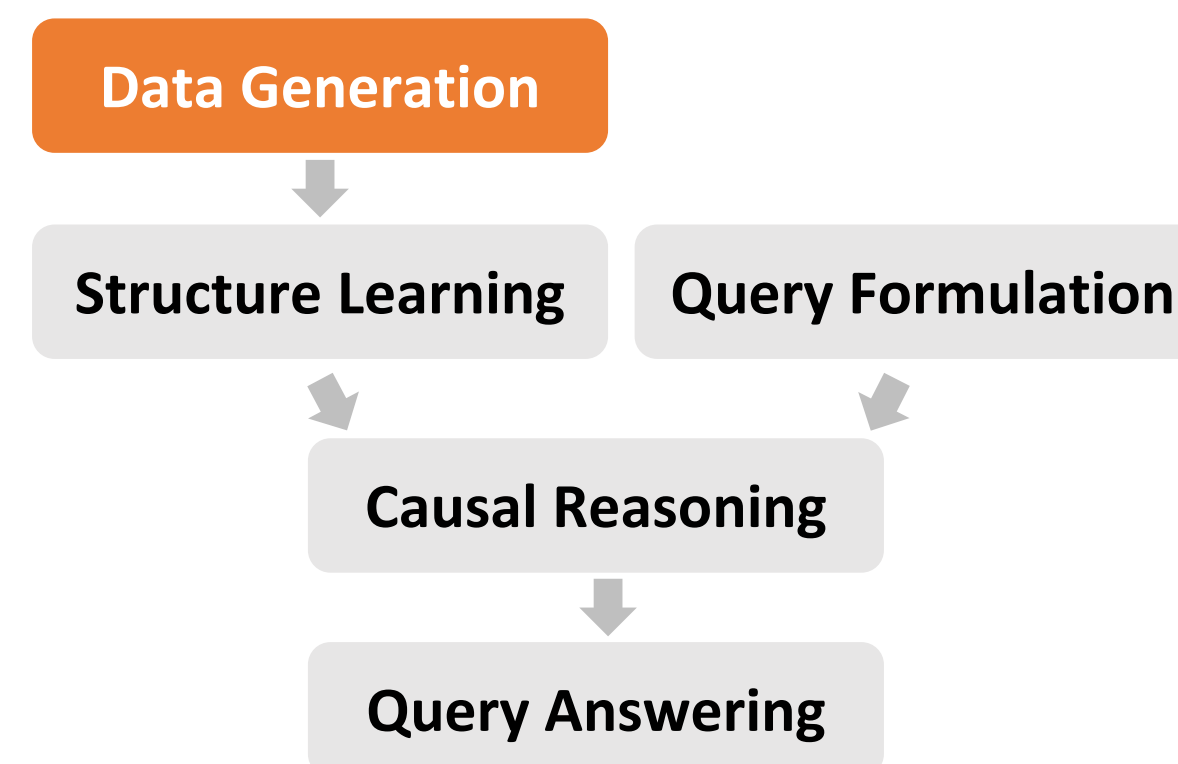 Data Generation
Structure Learning
Query Formulation
Causal Reasoning
Query Answering